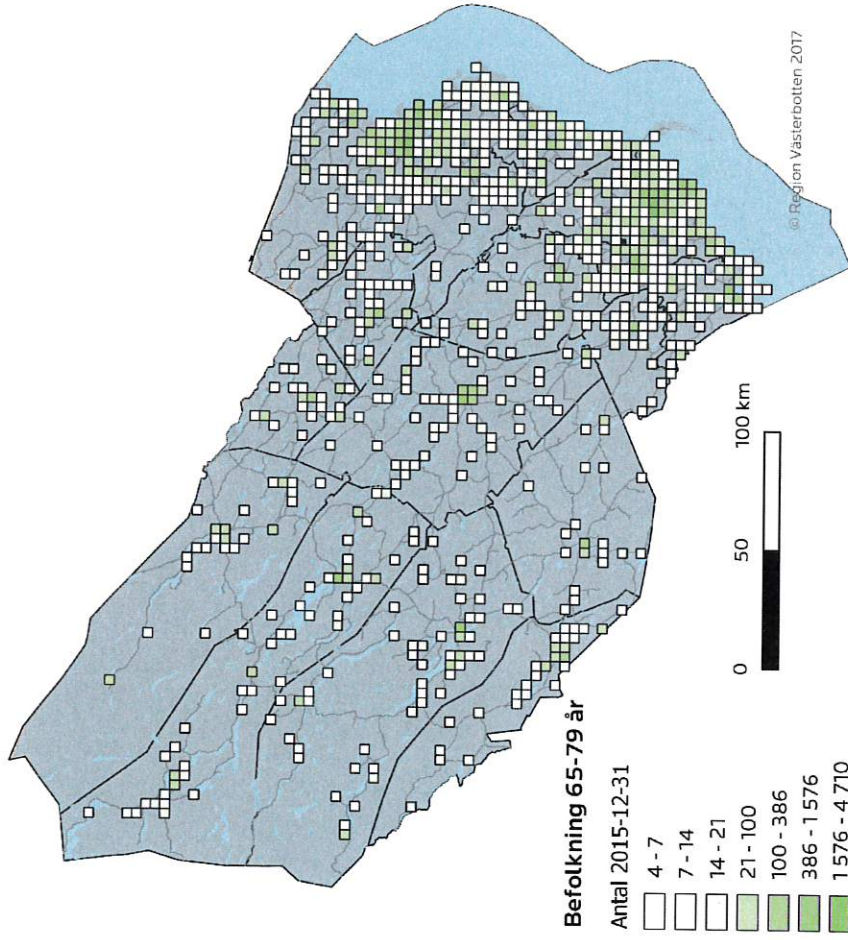 Befolkning 65-79 år
Antal 2015-12-31
4 - 7
7 - 14
14 - 21
21 - 100
100 - 386
386 - 1 576
1 576 - 4 710
0 50 100 km
© Region Västerbotten 2017